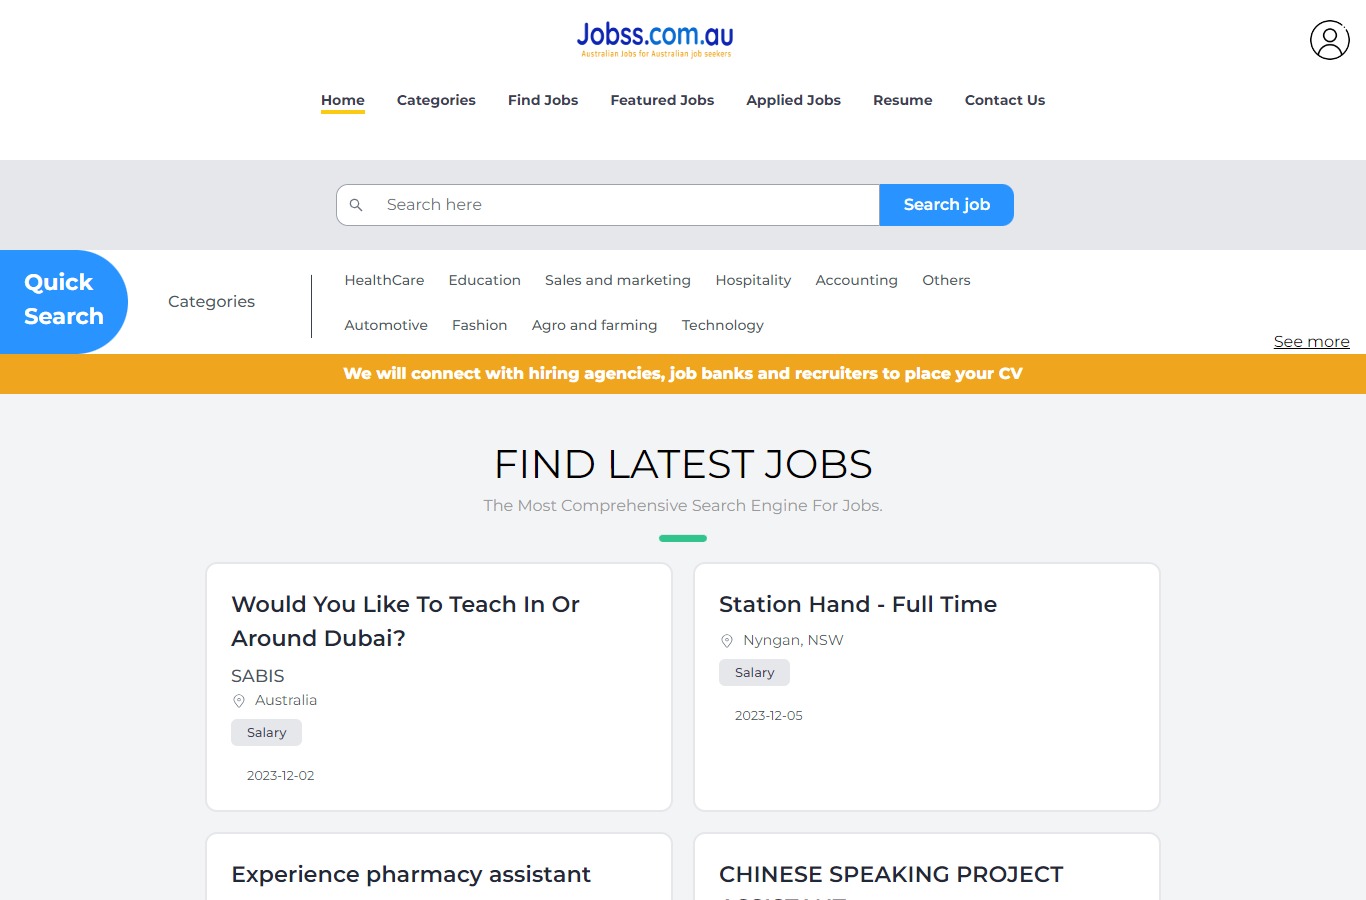 Jobss.com.au
Australian Jobs for Australian job seekers
Home Categories Find Jobs Featured Jobs Applied Jobs Resume Contact Us
Search here Search job
Quick
Search
Categories
HealthCare Education Sales and marketing Hospitality Accounting Others
Automotive Fashion Agro and farming Technology
See more
We will connect with hiring agencies, job banks and recruiters to place your CV
FIND LATEST JOBS
The Most Comprehensive Search Engine For Jobs.
Would You Like To Teach In Or
Around Dubai?
SABIS
Australia
Salary
2023-12-02
Station Hand - Full Time
Nyngan, NSW
Salary
2023-12-05
Experience pharmacy assistant
CHINESE SPEAKING PROJECT